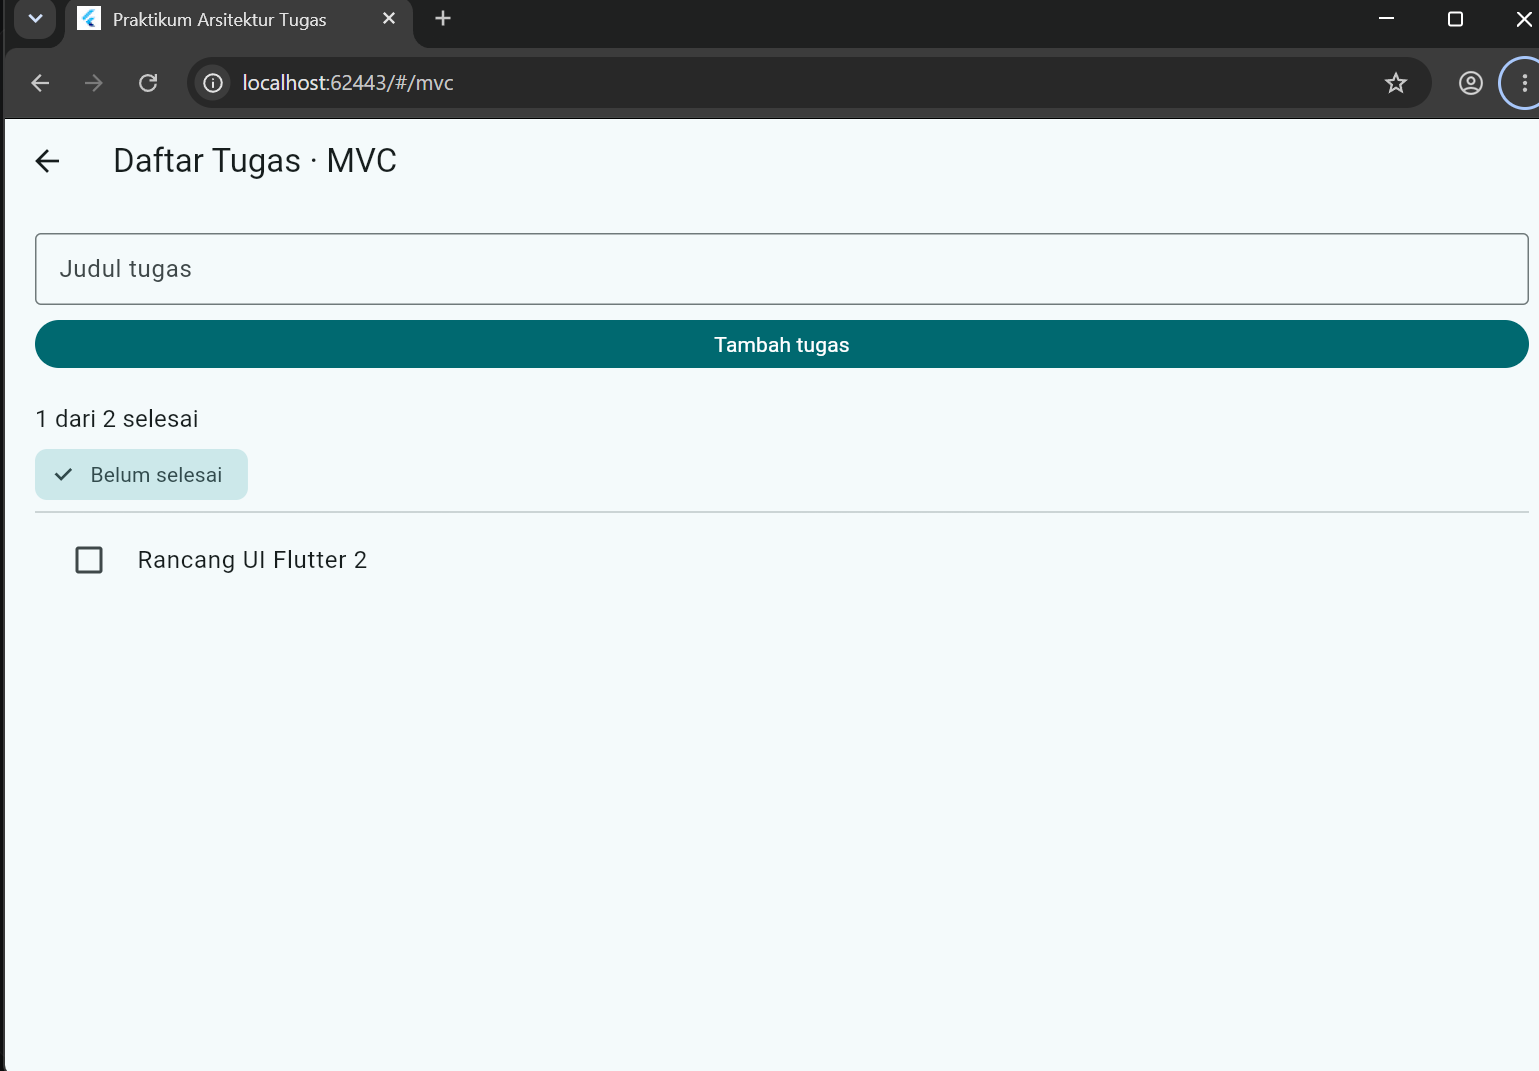 Praktikum Arsitektur Tugas
localhost:62443/#/mvc
Daftar Tugas · MVC
Judul tugas
Tambah tugas
1 dari 2 selesai
Belum selesai
Rancang UI Flutter 2